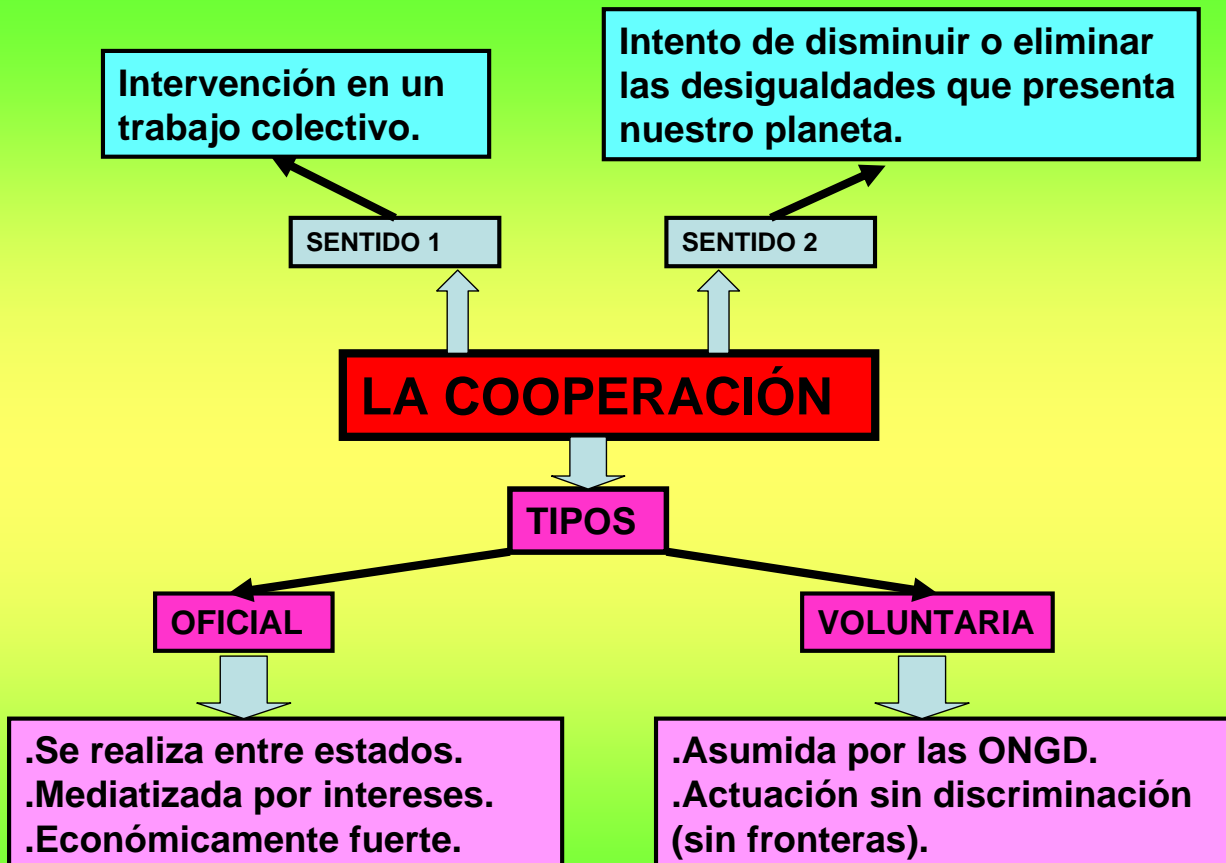 Intervención en un
trabajo colectivo.
Intento de disminuir o eliminar
las desigualdades que presenta
nuestro planeta.
SENTIDO 1
SENTIDO 2
LA COOPERACIÓN
TIPOS
OFICIAL
VOLUNTARIA
.Se realiza entre estados.
.Mediatizada por intereses.
.Económicamente fuerte.
.Asumida por las ONGD.
.Actuación sin discriminación
(sin fronteras).